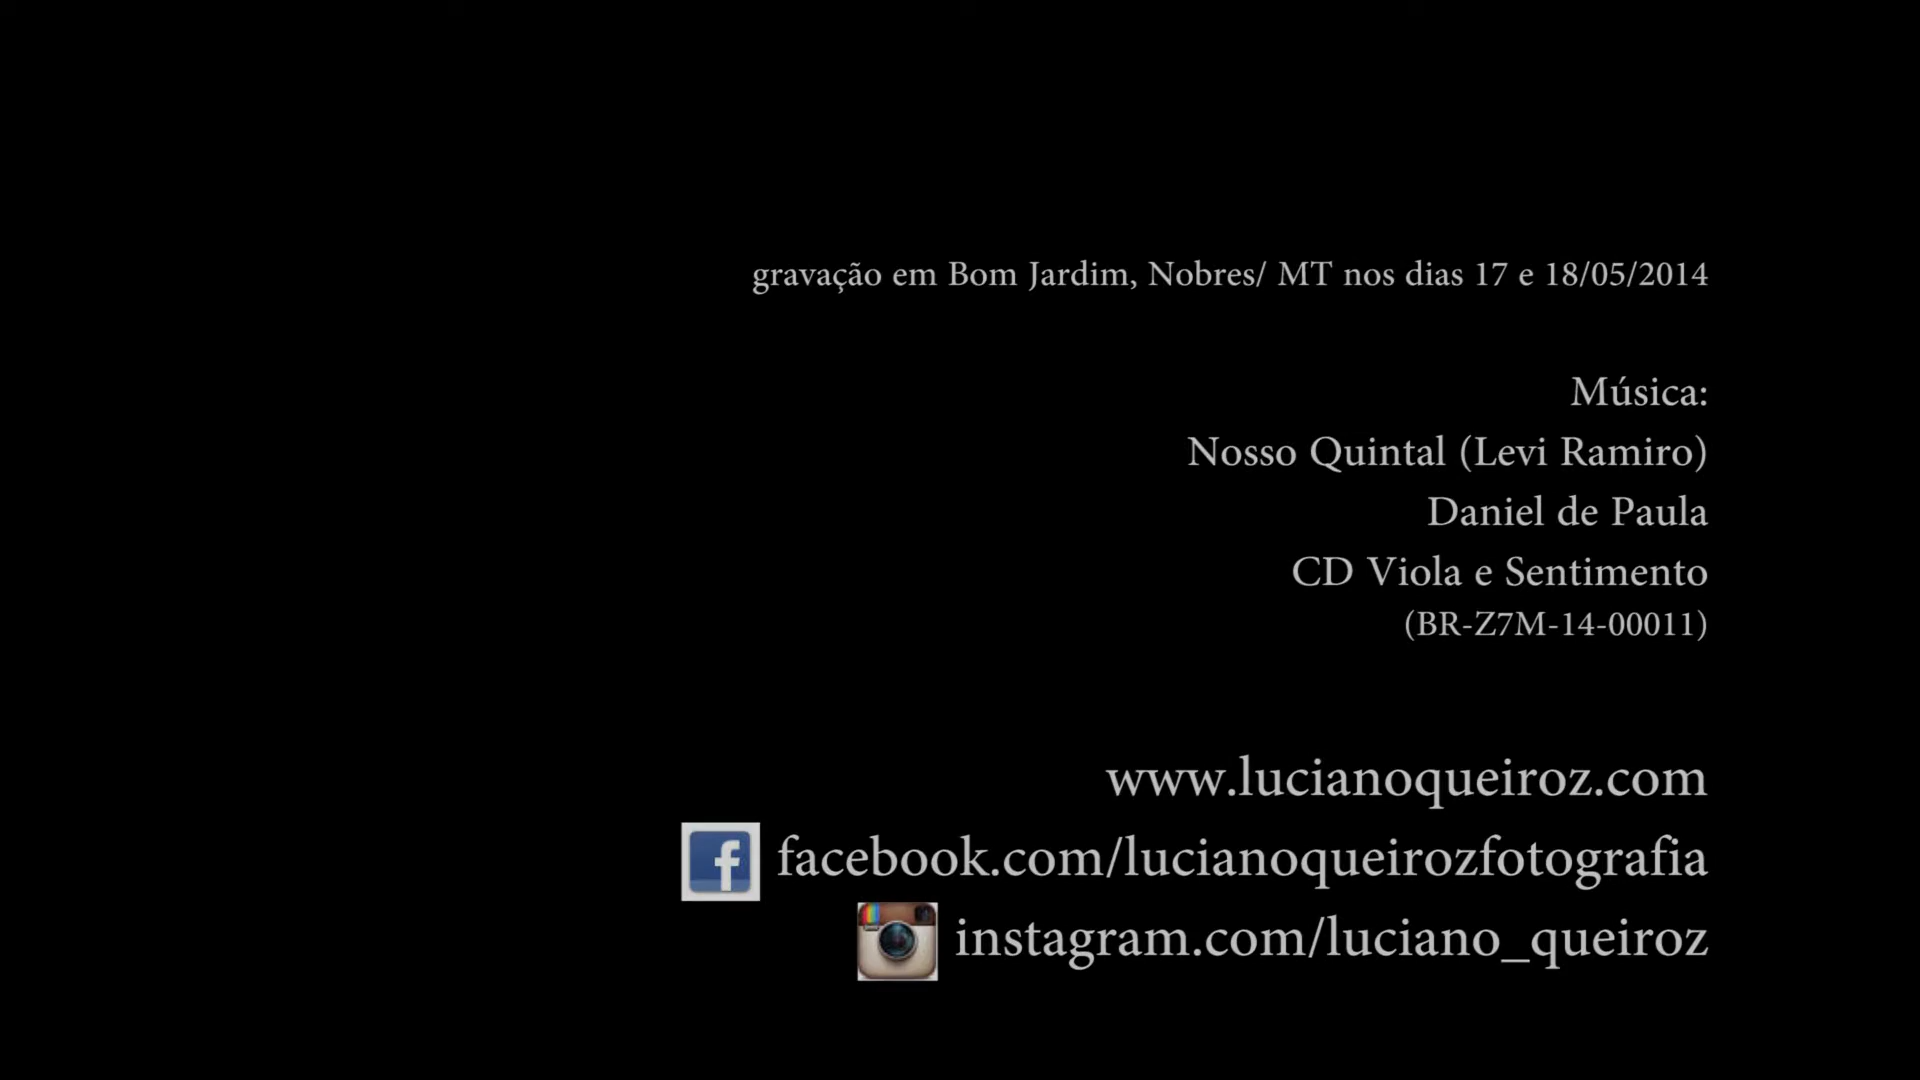 gravação em Bom Jardim, Nobres/ MT nos dias 17 e 18/05/2014
Música:
Nosso Quintal (Levi Ramiro)
Daniel de Paula
CD Viola e Sentimento
(BR-Z7M-14-00011)
www.lucianoqueiroz.com
f facebook.com/lucianoqueirozfotografia
instagram.com/luciano_queiroz